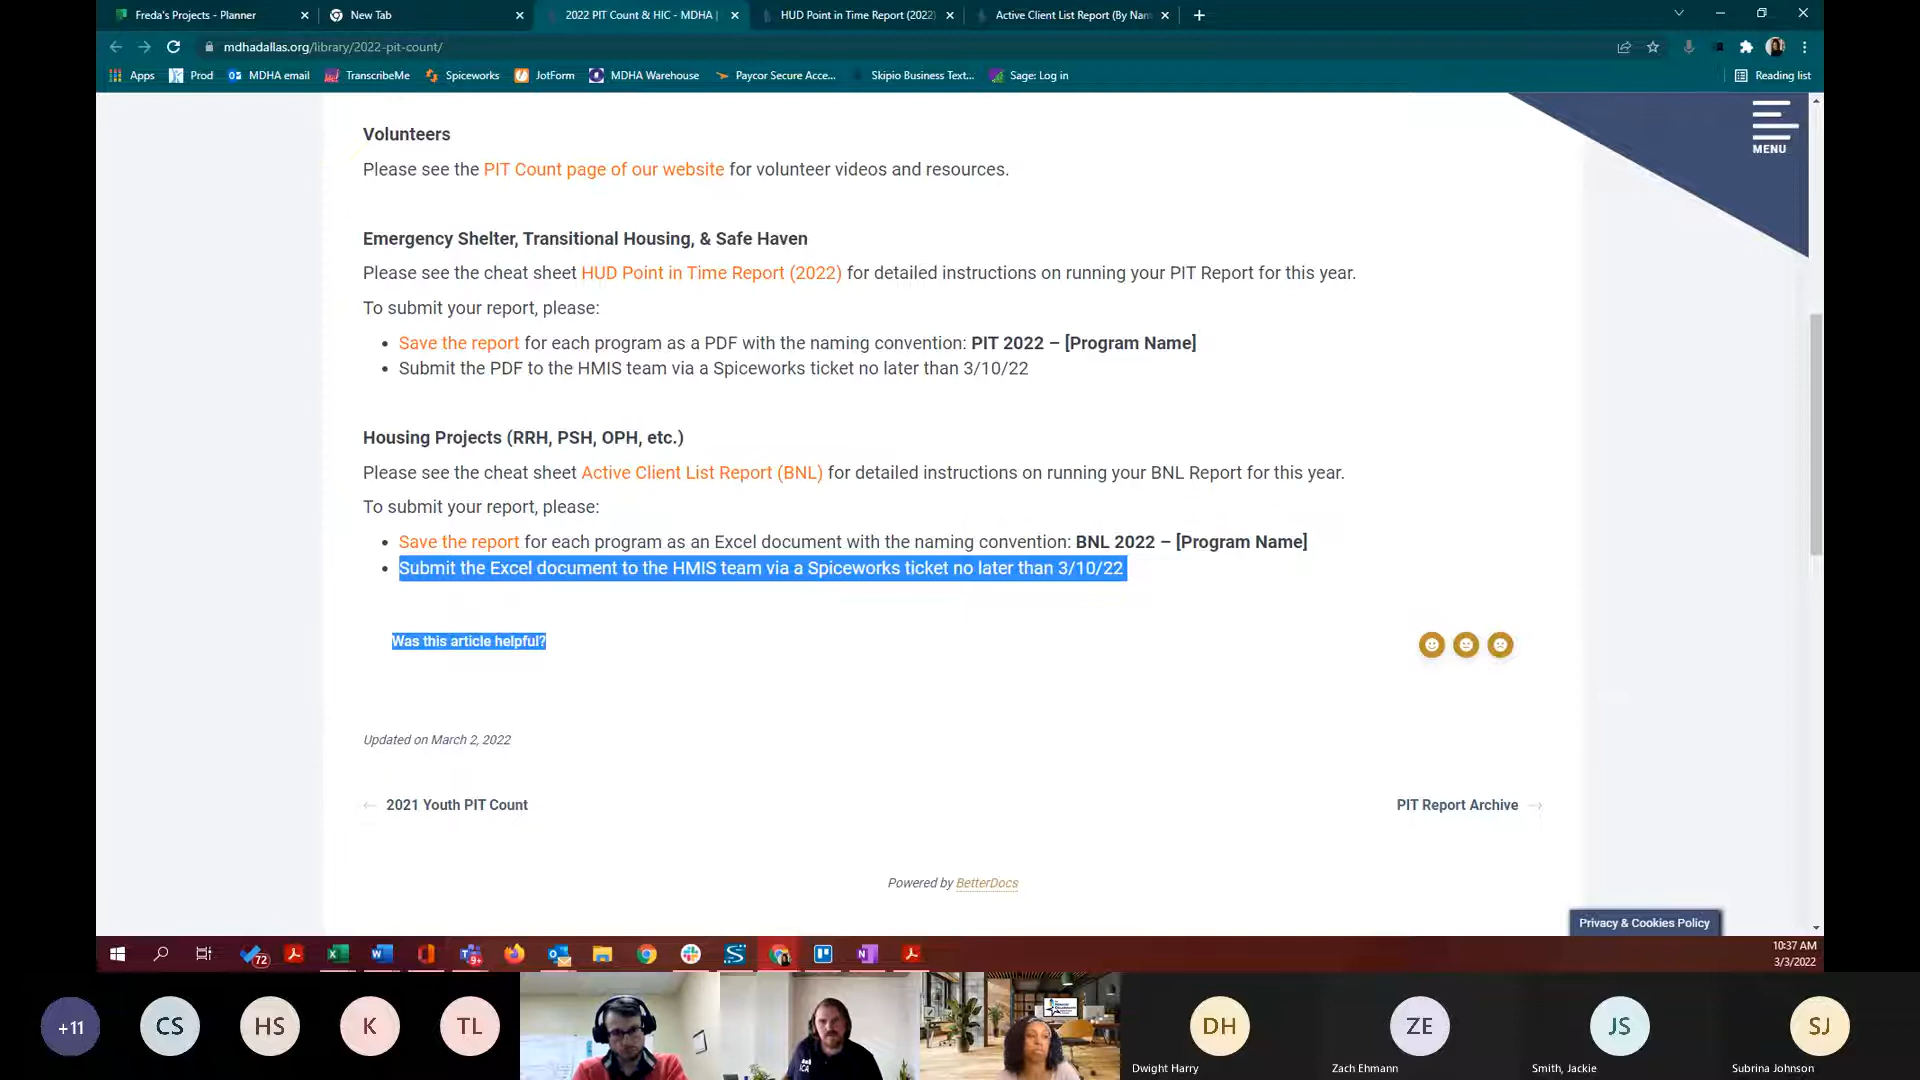 Freda's Projects - Planner
New Tab
2022 PIT Count & HIC - MDHA |
HUD Point in Time Report (2022)
Active Client List Report (By Nam
mdhadallas.org/library/2022-pit-count/
Apps
Prod
MDHA email
TranscribeMe
Spiceworks
JotForm
MDHA Warehouse
Paycor Secure Acce...
Skipio Business Text...
Sage: Log in
Reading list
MENU
Volunteers
Please see the PIT Count page of our website for volunteer videos and resources.
Emergency Shelter, Transitional Housing, & Safe Haven
Please see the cheat sheet HUD Point in Time Report (2022) for detailed instructions on running your PIT Report for this year.
To submit your report, please:
• Save the report for each program as a PDF with the naming convention: PIT 2022 – [Program Name]
• Submit the PDF to the HMIS team via a Spiceworks ticket no later than 3/10/22
Housing Projects (RRH, PSH, OPH, etc.)
Please see the cheat sheet Active Client List Report (BNL) for detailed instructions on running your BNL Report for this year.
To submit your report, please:
• Save the report for each program as an Excel document with the naming convention: BNL 2022 – [Program Name]
• Submit the Excel document to the HMIS team via a Spiceworks ticket no later than 3/10/22
Was this article helpful?
Updated on March 2, 2022
← 2021 Youth PIT Count
PIT Report Archive →
Powered by BetterDocs
Privacy & Cookies Policy
72
9+
10:37 AM
3/3/2022
+11
CS
HS
K
TL
ICA
DH
ZE
JS
SJ
Dwight Harry
Zach Ehmann
Smith, Jackie
Subrina Johnson